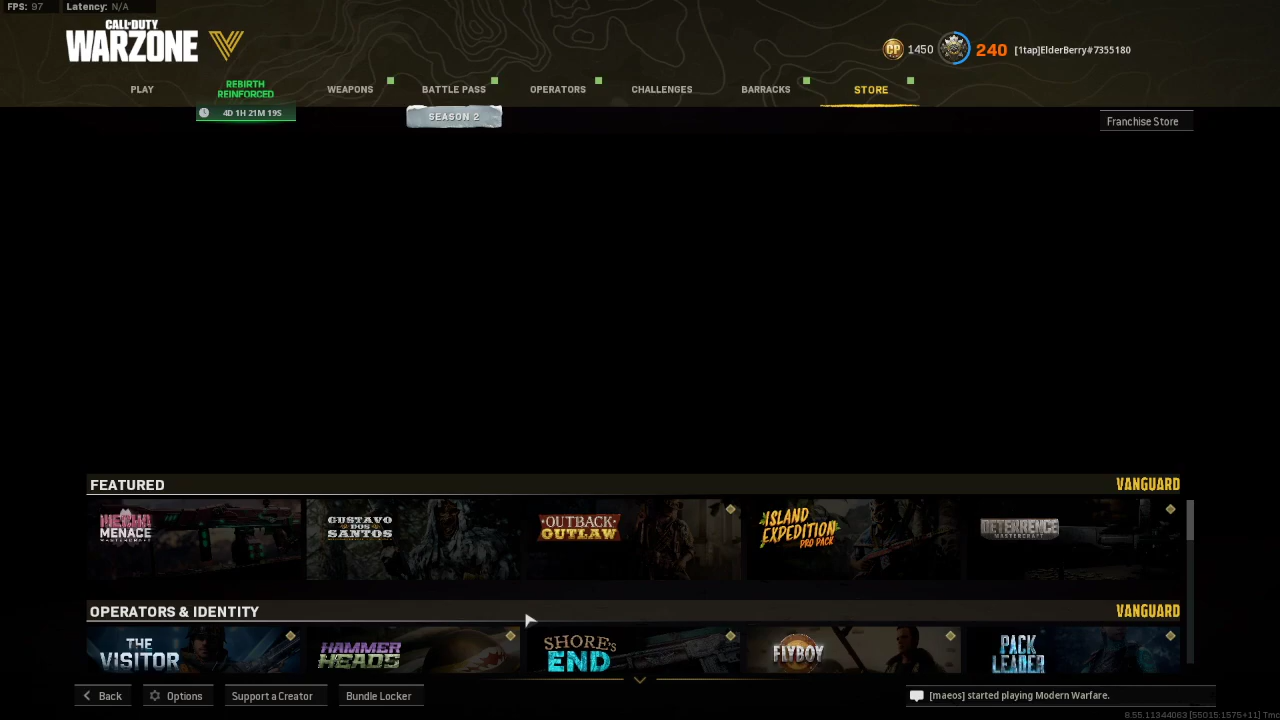 FPS: 97 Latency: N/A
CALL·DUTY
WARZONE
CP 1450 240 [1tap]ElderBerry#7355180
PLAY
REBIRTH
REINFORCED
WEAPONS
BATTLE PASS
OPERATORS
CHALLENGES
BARRACKS
STORE
4D 1H 21M 19S
SEASON 2
Franchise Store
FEATURED
VANGUARD
MENACE
MASTERCRAFT
GUSTAVO
DOS
SANTOS
OUTBACK
OUTLAW
ISLAND
EXPEDITION
PRO PACK
DETERRENCE
MASTERCRAFT
OPERATORS & IDENTITY
VANGUARD
THE
VISITOR
HAMMER
HEADS
SHORE'S
END
FLYBOY
PACK
LEADER
Back
Options
Support a Creator
Bundle Locker
[maeos] started playing Modern Warfare.